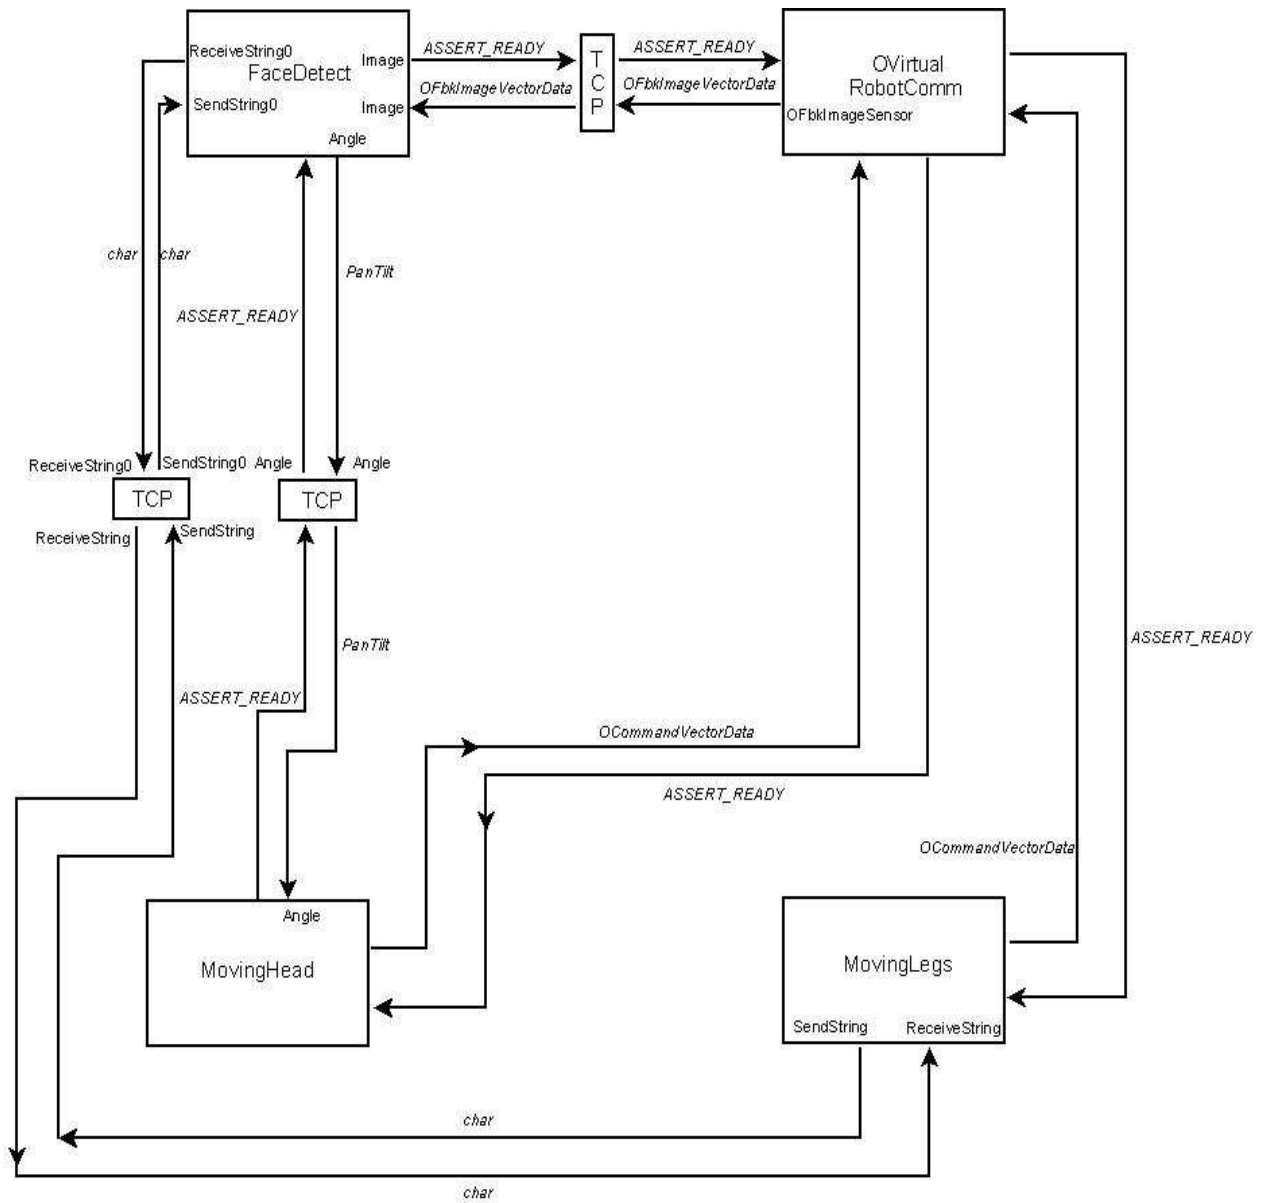 ReceiveString0
FaceDetect
Image
SendString0
Image
Angle
ASSERT_READY
OFbkImageVectorData
T
C
P
ASSERT_READY
OFbkImageVectorData
OVirtual
RobotComm
OFbkImageSensor
char
char
ASSERT_READY
PanTilt
ReceiveString0
SendString0
Angle
Angle
TCP
TCP
ReceiveString
SendString
ASSERT_READY
PanTilt
ASSERT_READY
OCommandVectorData
ASSERT_READY
OCommandVectorData
Angle
MovingHead
MovingLegs
SendString
ReceiveString
char
char